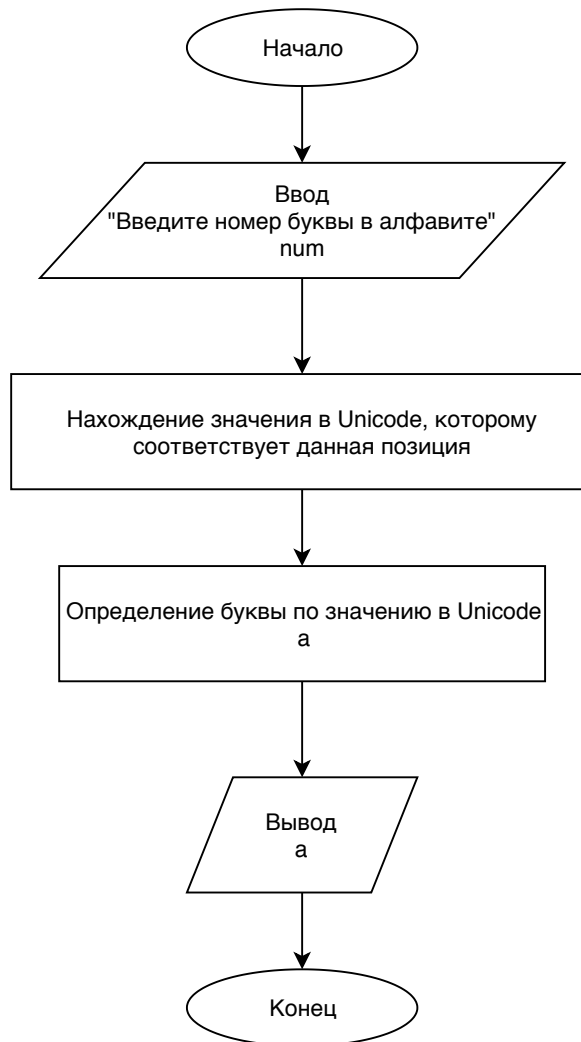 Начало
Ввод
"Введите номер буквы в алфавите"
num
Нахождение значения в Unicode, которому
соответствует данная позиция
Определение буквы по значению в Unicode
a
Вывод
a
Конец